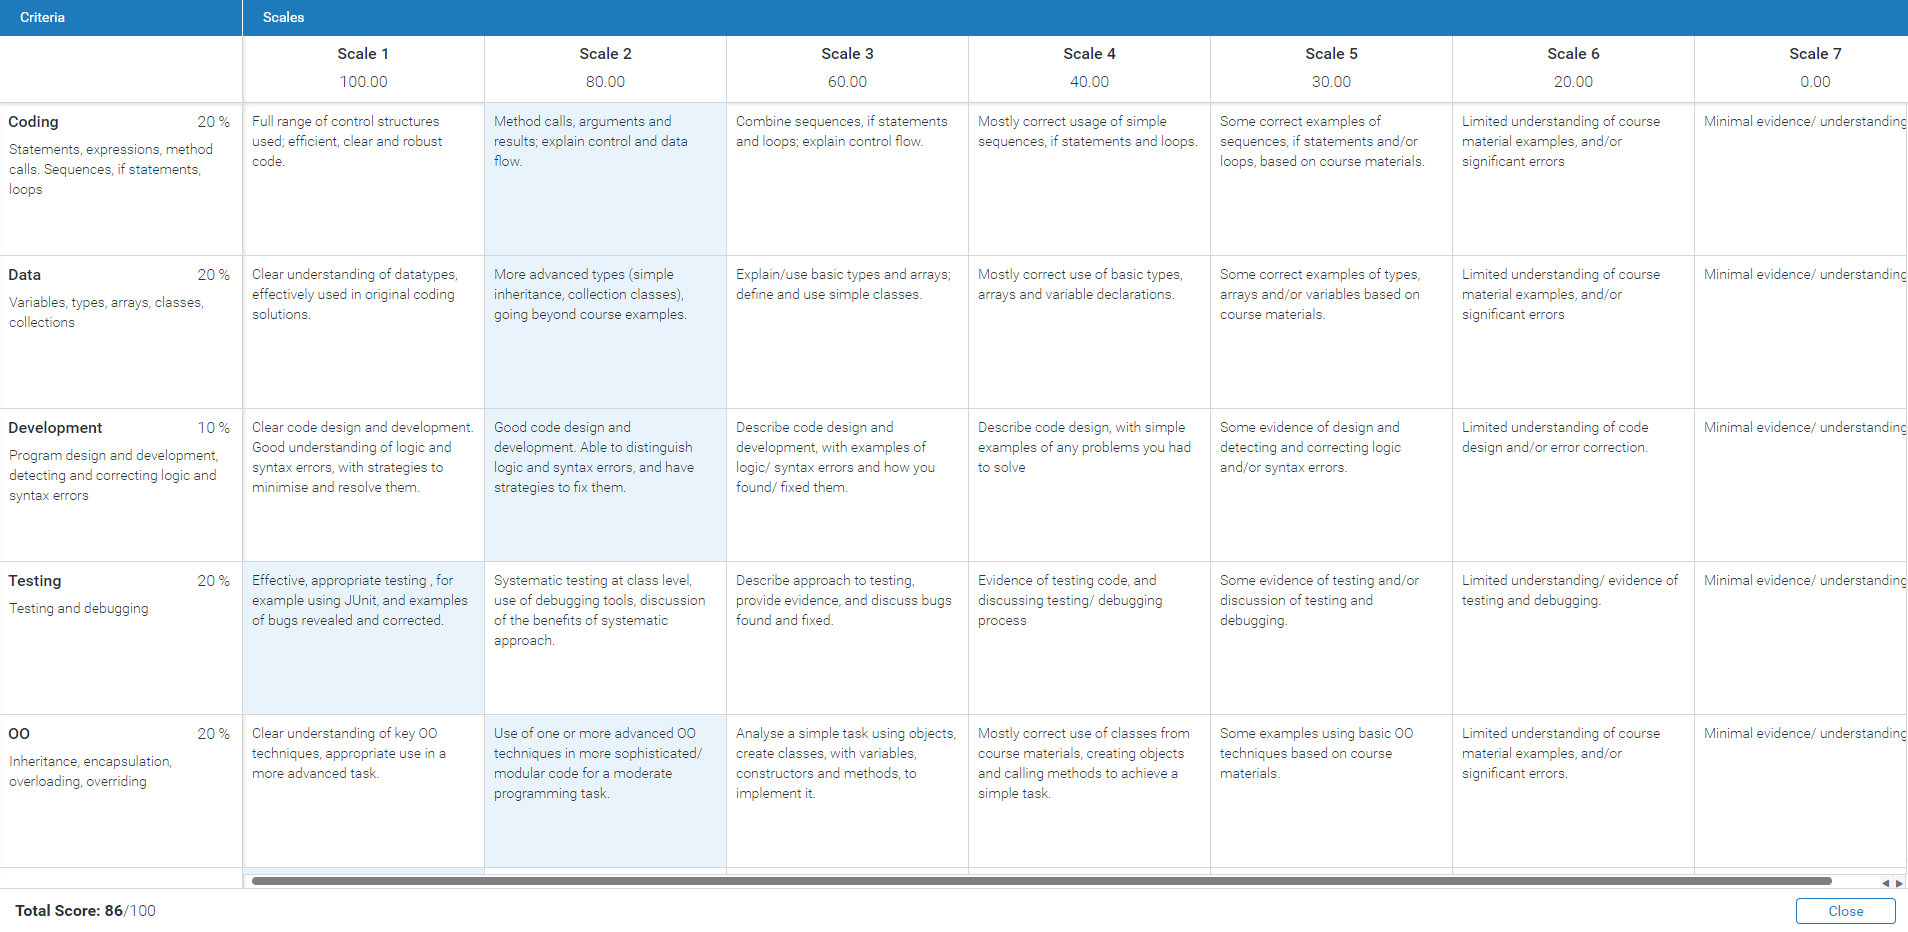 Criteria
Scales
Scale 1
Scale 2
Scale 3
Scale 4
Scale 5
Scale 6
Scale 7
100.00
80.00
60.00
40.00
30.00
20.00
0.00
Coding
20 %
Statements, expressions, method
calls. Sequences, if statements,
loops
Full range of control structures
used; efficient, clear and robust
code.
Method calls, arguments and
results; explain control and data
flow.
Combine sequences, if statements
and loops; explain control flow.
Mostly correct usage of simple
sequences, if statements and loops.
Some correct examples of
sequences, if statements and/or
loops, based on course materials.
Limited understanding of course
material examples, and/or
significant errors
Minimal evidence/ understanding
Data
20 %
Variables, types, arrays, classes,
collections
Clear understanding of datatypes,
effectively used in original coding
solutions.
More advanced types (simple
inheritance, collection classes),
going beyond course examples.
Explain/use basic types and arrays;
define and use simple classes.
Mostly correct use of basic types,
arrays and variable declarations.
Some correct examples of types,
arrays and/or variables based on
course materials.
Limited understanding of course
material examples, and/or
significant errors
Minimal evidence/ understanding
Development
10 %
Program design and development,
detecting and correcting logic and
syntax errors
Clear code design and development.
Good understanding of logic and
syntax errors, with strategies to
minimise and resolve them.
Good code design and
development. Able to distinguish
logic and syntax errors, and have
strategies to fix them.
Describe code design and
development, with examples of
logic/ syntax errors and how you
found/ fixed them.
Describe code design, with simple
examples of any problems you had
to solve
Some evidence of design and
detecting and correcting logic
and/or syntax errors.
Limited understanding of code
design and/or error correction.
Minimal evidence/ understanding
Testing
20 %
Testing and debugging
Effective, appropriate testing , for
example using JUnit, and examples
of bugs revealed and corrected.
Systematic testing at class level,
use of debugging tools, discussion
of the benefits of systematic
approach.
Describe approach to testing,
provide evidence, and discuss bugs
found and fixed.
Evidence of testing code, and
discussing testing/ debugging
process
Some evidence of testing and/or
discussion of testing and
debugging.
Limited understanding/ evidence of
testing and debugging.
Minimal evidence/ understanding
OO
20 %
Inheritance, encapsulation,
overloading, overriding
Clear understanding of key OO
techniques, appropriate use in a
more advanced task.
Use of one or more advanced OO
techniques in more sophisticated/
modular code for a moderate
programming task.
Analyse a simple task using objects,
create classes, with variables,
constructors and methods, to
implement it.
Mostly correct use of classes from
course materials, creating objects
and calling methods to achieve a
simple task.
Some examples using basic OO
techniques based on course
materials.
Limited understanding of course
material examples, and/or
significant errors.
Minimal evidence/ understanding
Total Score: 86/100
Close